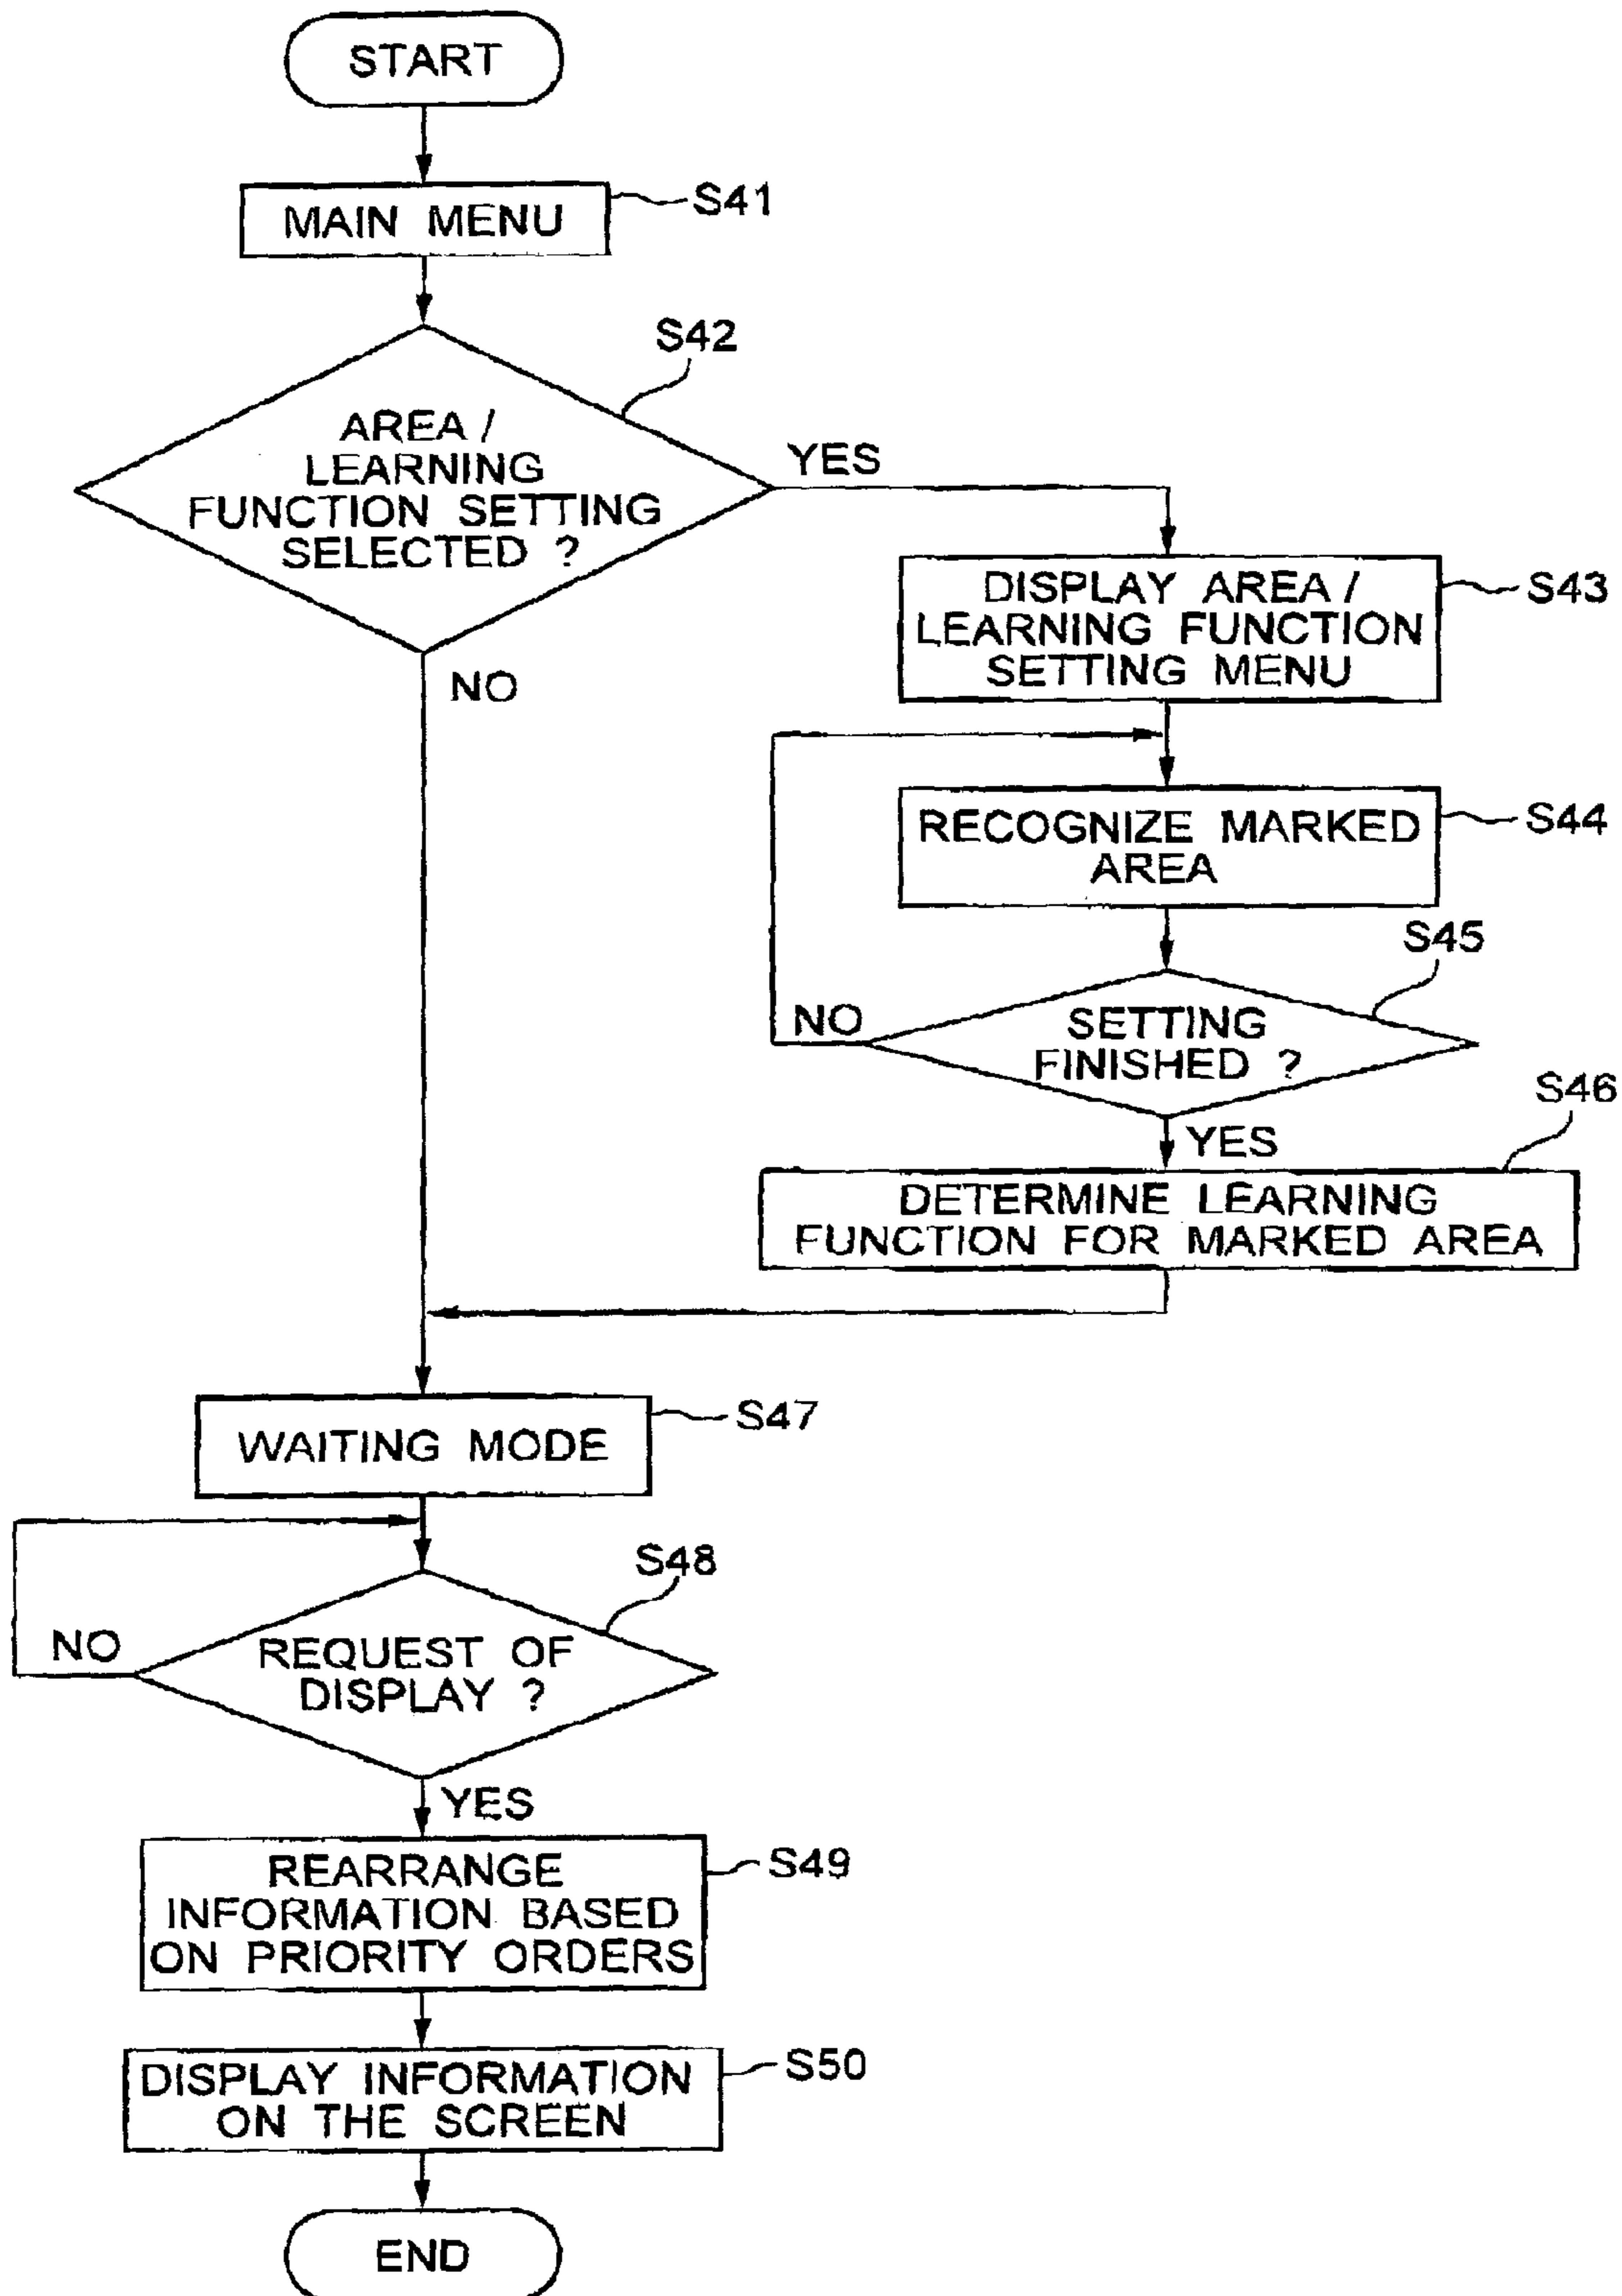 START
MAIN MENU
S41
S42
AREA /
LEARNING
FUNCTION SETTING
SELECTED ?
YES
NO
DISPLAY AREA /
LEARNING FUNCTION
SETTING MENU
S43
RECOGNIZE MARKED
AREA
S44
S45
SETTING
FINISHED ?
NO
YES
S46
DETERMINE LEARNING
FUNCTION FOR MARKED AREA
WAITING MODE
S47
S48
REQUEST OF
DISPLAY ?
NO
YES
REARRANGE
INFORMATION BASED
ON PRIORITY ORDERS
S49
DISPLAY INFORMATION
ON THE SCREEN
S50
END